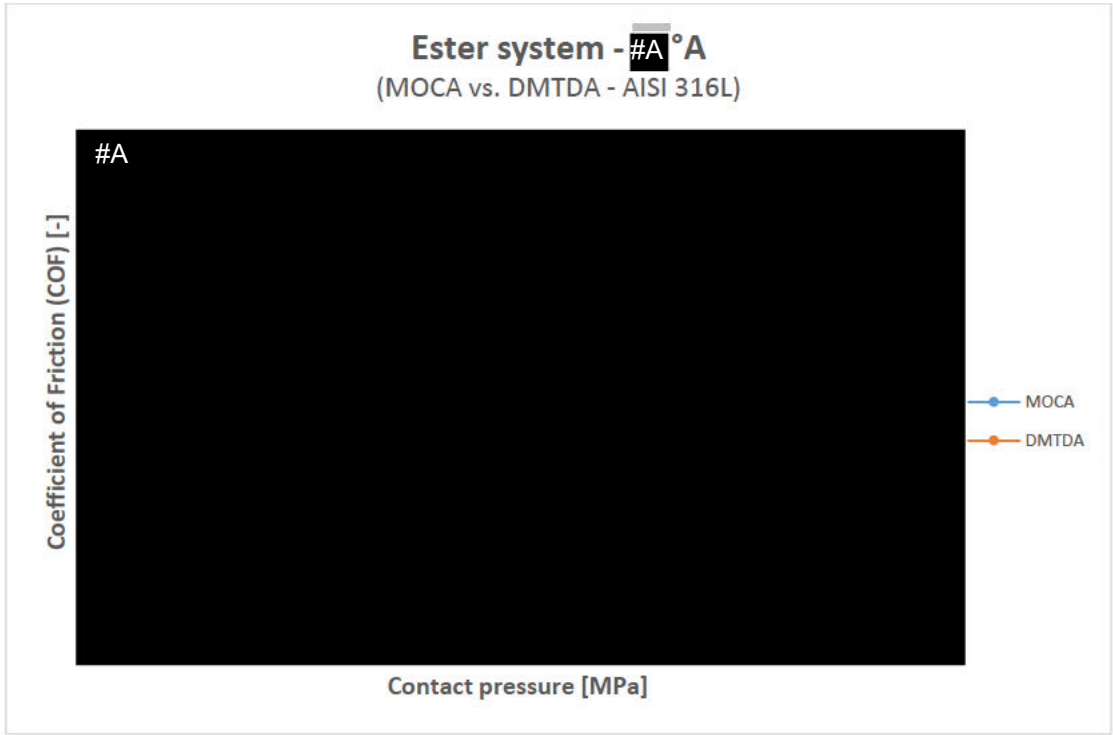 Ester system - #A °A
(MOCA vs. DMTDA - AISI 316L)
#A
Coefficient of Friction (COF) [-]
MOCA
DMTDA
Contact pressure [MPa]